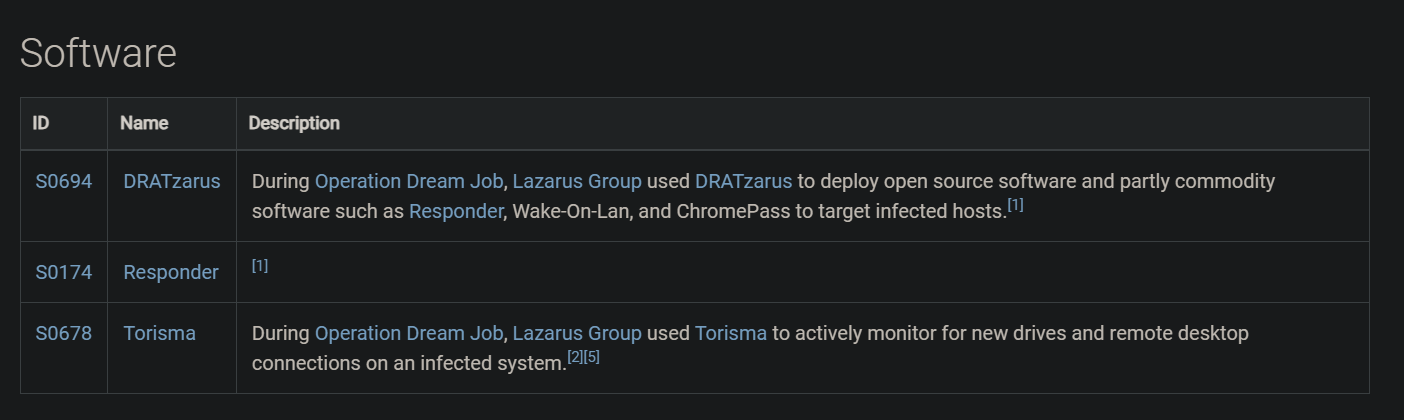 Software
ID Name Description
S0694 DRATzarus During Operation Dream Job, Lazarus Group used DRATzarus to deploy open source software and partly commodity
software such as Responder, Wake-On-Lan, and ChromePass to target infected hosts.[1]
S0174 Responder [1]
S0678 Torisma During Operation Dream Job, Lazarus Group used Torisma to actively monitor for new drives and remote desktop
connections on an infected system.[2][5]